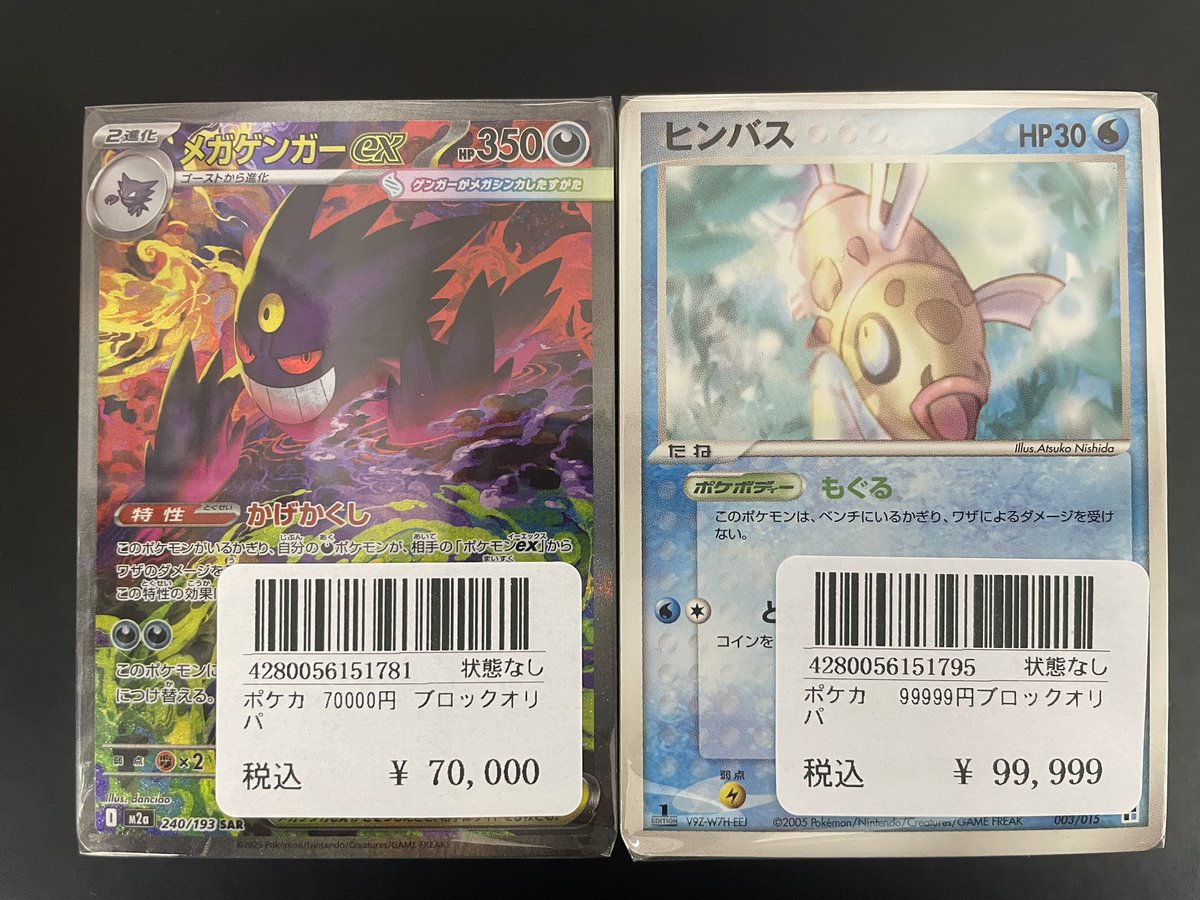 2進化
メガゲンガーex
HP350
ゴーストから進化
ゲンガーがメガシンカしたすがた
特性
とくせい
かげかくし
このポケモンがいるかぎり、自分のポケモンが、相手の「ポケモンex」から
ワザのダメージを
この特性の効果
このポケモンに
につけ替える。
4280056151781 状態なし
ポケカ 70000円 ブロックオリ
パ
税込 ¥ 70,000
弱点 ×2
Illus. danciao
I M2a 240/193 SAR
©2025 Pokémon/Nintendo/Creatures/GAME FREAK
ヒンバス
HP30
たね
Illus.Atsuko Nishida
ポケボディー もぐる
このポケモンは、ベンチにいるかぎり、ワザによるダメージを受け
ない。
と
コインを
4280056151795 状態なし
ポケカ 99999円ブロックオリ
パ
税込 ¥ 99,999
弱点
1 EDITION V9Z-W7H-EEJ ©2005 Pokémon/Nintendo/Creatures/GAME FREAK 003/015